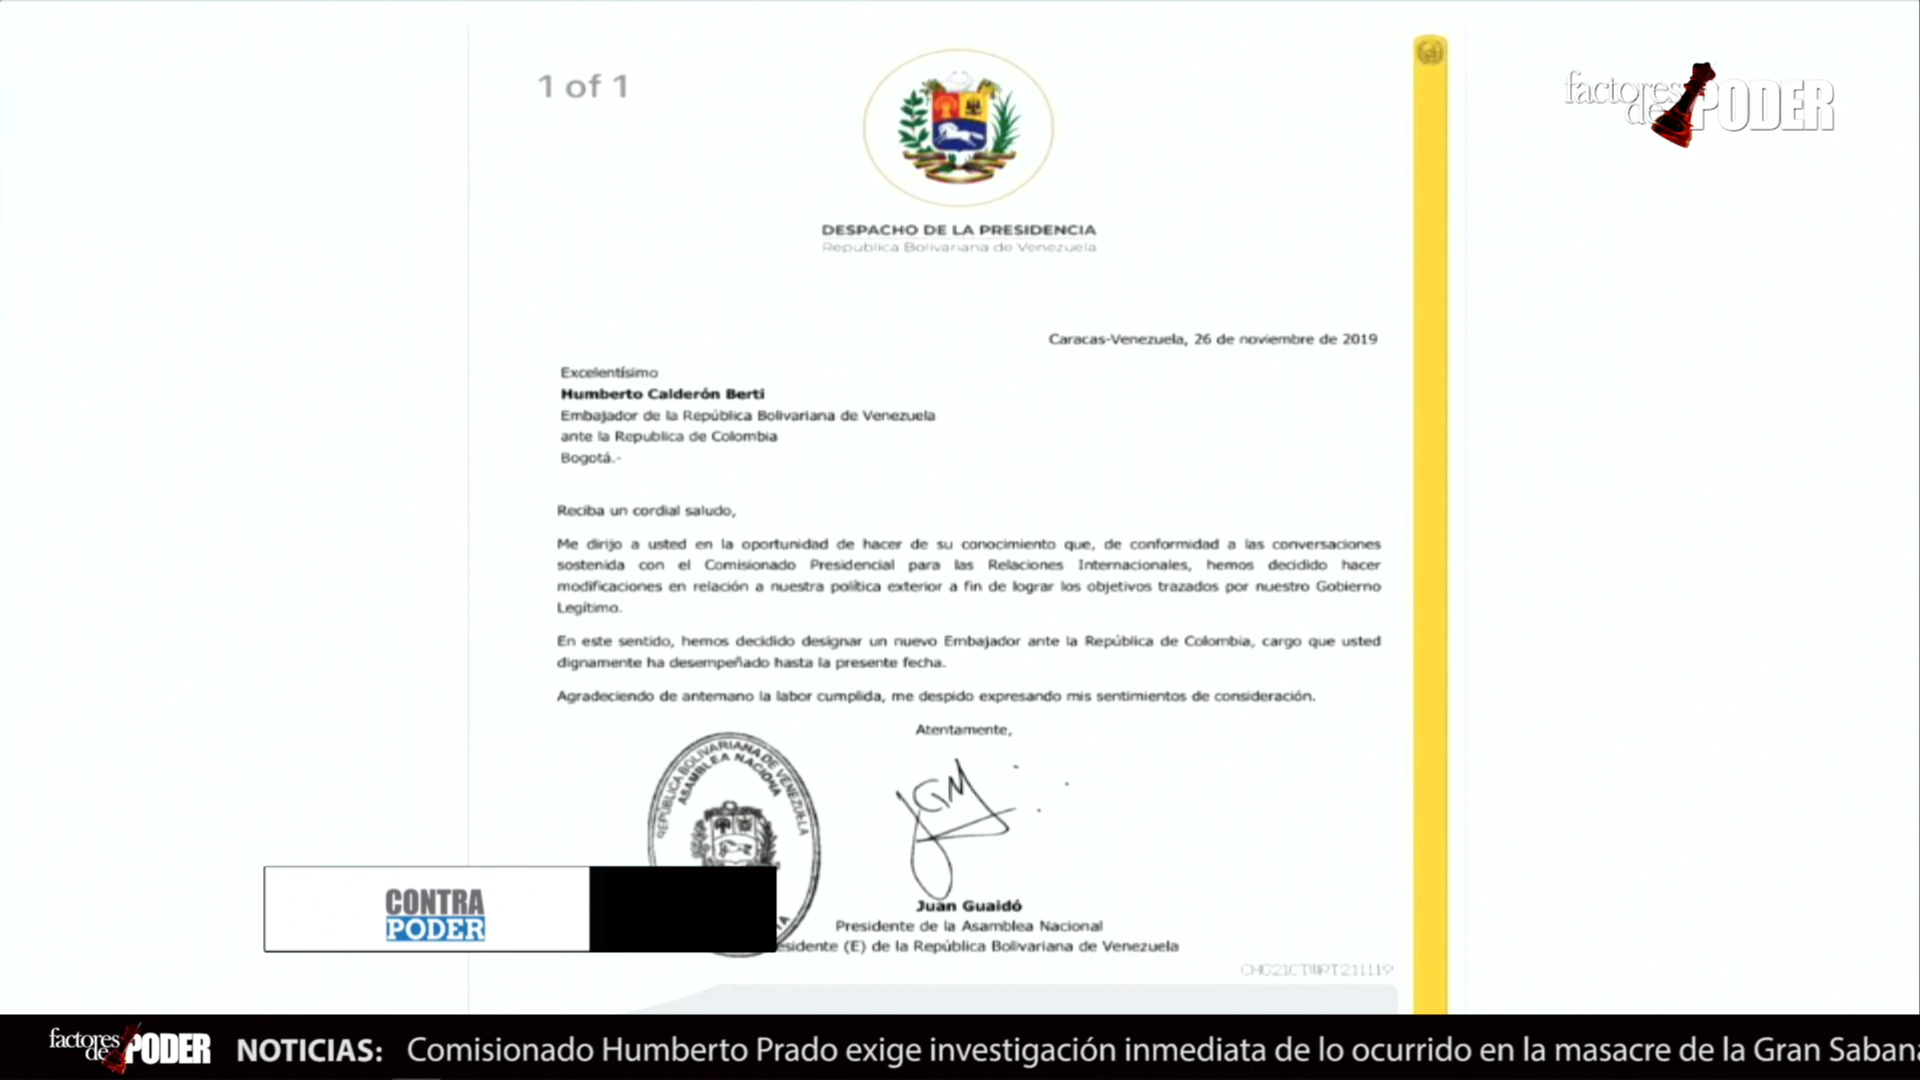 1 of 1
factores de PODER
DESPACHO DE LA PRESIDENCIA
Republica Bolivariana de Venezuela
Caracas-Venezuela, 26 de noviembre de 2019
Excelentísimo
Humberto Calderón Berti
Embajador de la República Bolivariana de Venezuela
ante la Republica de Colombia
Bogotá.-
Reciba un cordial saludo,
Me dirijo a usted en la oportunidad de hacer de su conocimiento que, de conformidad a las conversaciones
sostenida con el Comisionado Presidencial para las Relaciones Internacionales, hemos decidido hacer
modificaciones en relación a nuestra política exterior a fin de lograr los objetivos trazados por nuestro Gobierno
Legítimo.
En este sentido, hemos decidido designar un nuevo Embajador ante la República de Colombia, cargo que usted
dignamente ha desempeñado hasta la presente fecha.
Agradeciendo de antemano la labor cumplida, me despido expresando mis sentimientos de consideración.
Atentamente,
REPÚBLICA BOLIVARIANA DE VENEZUELA
ASAMBLEA NACIONA
JGM
Juan Guaidó
Presidente de la Asamblea Nacional
esidente (E) de la República Bolivariana de Venezuela
CONTRA
PODER
factores de PODER
NOTICIAS: Comisionado Humberto Prado exige investigación inmediata de lo ocurrido en la masacre de la Gran Sabana